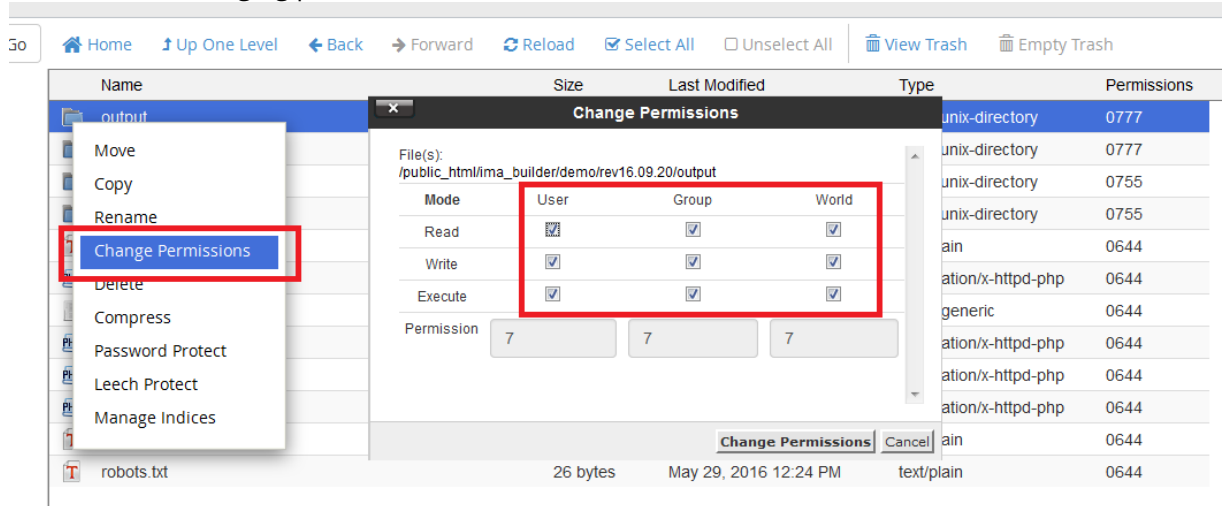 Go Home Up One Level Back Forward Reload Select All Unselect All View Trash Empty Trash
Name Size Last Modified Type Permissions
output unix-directory 0777
unix-directory 0777
unix-directory 0755
unix-directory 0755
ain 0644
ation/x-httpd-php 0644
generic 0644
ation/x-httpd-php 0644
ation/x-httpd-php 0644
ation/x-httpd-php 0644
ain 0644
robots.txt 26 bytes May 29, 2016 12:24 PM text/plain 0644
Move
Copy
Rename
Change Permissions
Delete
Compress
Password Protect
Leech Protect
Manage Indices
Change Permissions
File(s):
/public_html/ima_builder/demo/rev16.09.20/output
Mode User Group World
Read
Write
Execute
Permission 7 7 7
Change Permissions Cancel